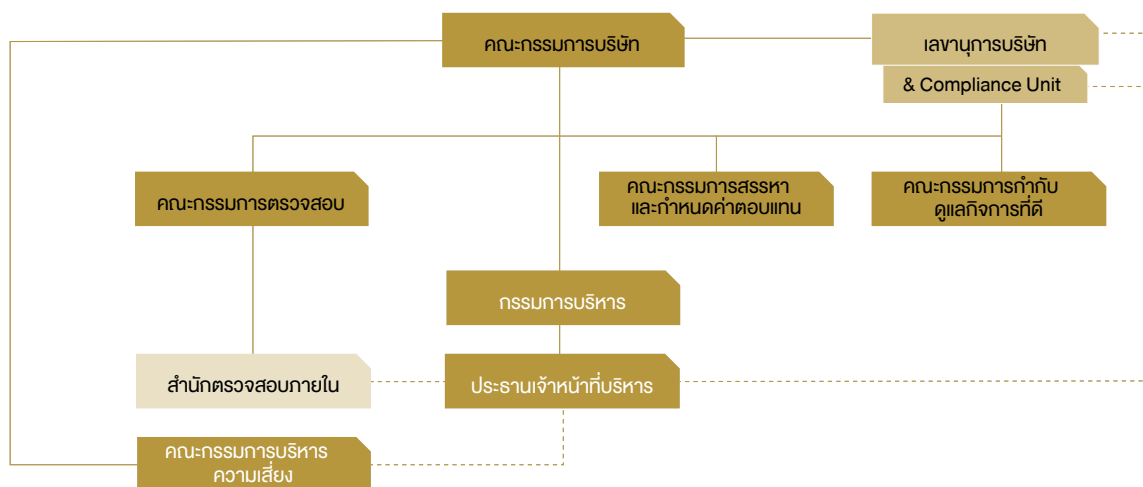 คณะกรรมการบริษัท
เลขานุการบริษัท
& Compliance Unit
คณะกรรมการตรวจสอบ
คณะกรรมการสรรหา
และกำหนดค่าตอบแทน
คณะกรรมการกำกับ
ดูแลกิจการที่ดี
กรรมการบริหาร
สำนักตรวจสอบภายใน
ประธานเจ้าหน้าที่บริหาร
คณะกรรมการบริหาร
ความเสี่ยง